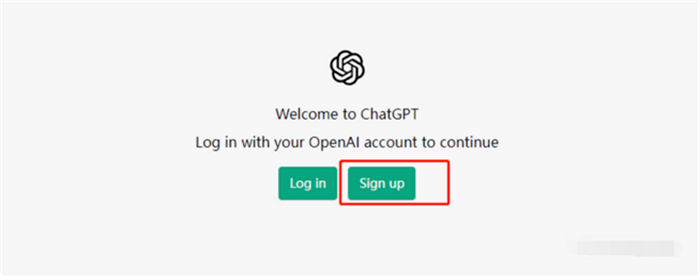 Welcome to ChatGPT
Log in with your OpenAI account to continue
Log in Sign up